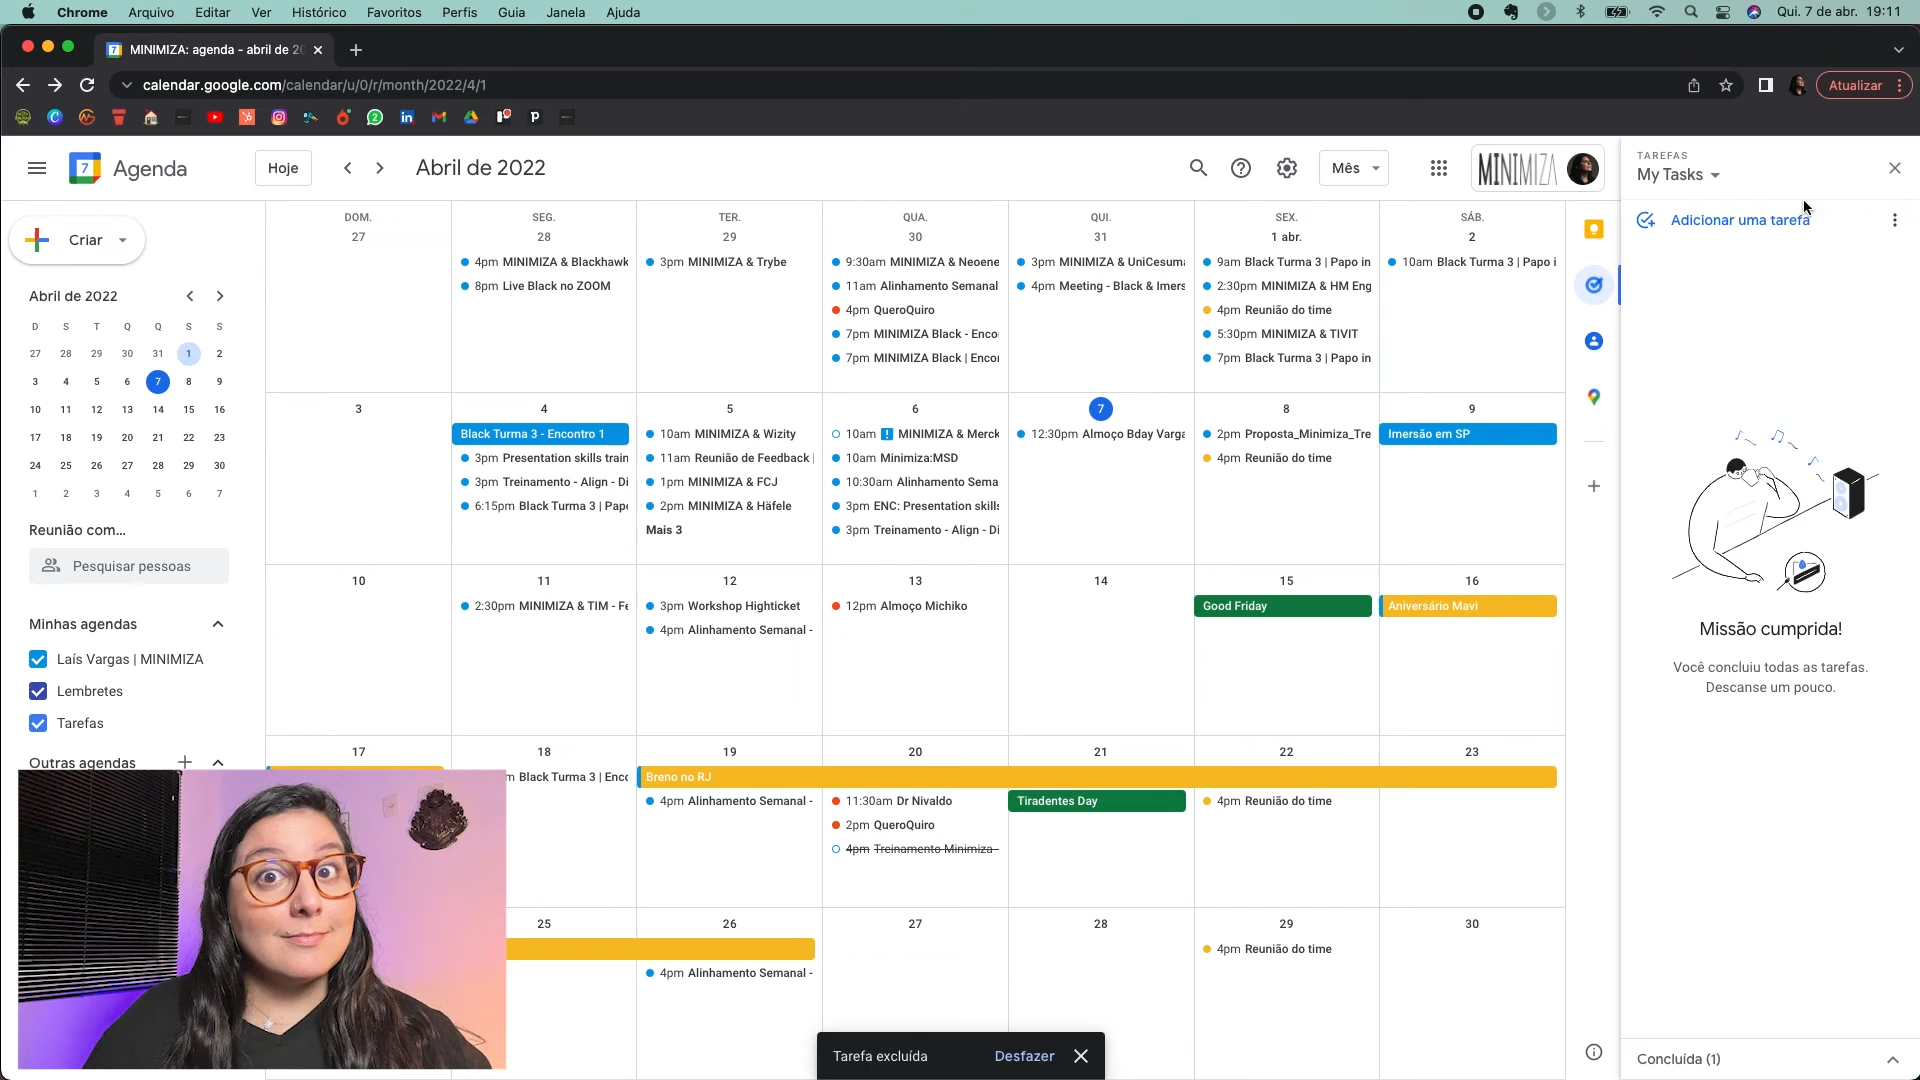 Chrome Arquivo Editar Ver Histórico Favoritos Perfis Guia Janela Ajuda Qui. 7 de abr. 19:11
MINIMIZA: agenda - abril de 20
calendar.google.com/calendar/u/0/r/month/2022/4/1
Atualizar
Agenda
Hoje
Abril de 2022
Mês
MINIMIZA
TAREFAS
My Tasks
Adicionar uma tarefa
Criar
Abril de 2022
D S T Q Q S S
27 28 29 30 31 1 2
3 4 5 6 7 8 9
10 11 12 13 14 15 16
17 18 19 20 21 22 23
24 25 26 27 28 29 30
1 2 3 4 5 6 7
Reunião com...
Pesquisar pessoas
Minhas agendas
Laís Vargas | MINIMIZA
Lembretes
Tarefas
Outras agendas
DOM. SEG. TER. QUA. QUI. SEX. SÁB.
27 28 29 30 31 1 abr. 2
4pm MINIMIZA & Blackhawk
8pm Live Black no ZOOM
3pm MINIMIZA & Trybe
9:30am MINIMIZA & Neoene
11am Alinhamento Semanal
4pm QueroQuiro
7pm MINIMIZA Black - Enco
7pm MINIMIZA Black | Encon
3pm MINIMIZA & UniCesuma
4pm Meeting - Black & Imers
9am Black Turma 3 | Papo in
2:30pm MINIMIZA & HM Eng
4pm Reunião do time
5:30pm MINIMIZA & TIVIT
7pm Black Turma 3 | Papo in
10am Black Turma 3 | Papo i
3 4 5 6 7 8 9
Black Turma 3 - Encontro 1
3pm Presentation skills train
3pm Treinamento - Align - Di
6:15pm Black Turma 3 | Pap
10am MINIMIZA & Wizity
11am Reunião de Feedback |
1pm MINIMIZA & FCJ
2pm MINIMIZA & Häfele
Mais 3
10am MINIMIZA & Merck
10am Minimiza:MSD
10:30am Alinhamento Sema
3pm ENC: Presentation skills
3pm Treinamento - Align - Di
12:30pm Almoço Bday Varga
2pm Proposta_Minimiza_Tre
4pm Reunião do time
Imersão em SP
10 11 12 13 14 15 16
2:30pm MINIMIZA & TIM - Fe
3pm Workshop Highticket
4pm Alinhamento Semanal -
12pm Almoço Michiko
Good Friday
Aniversário Mavi
17 18 19 20 21 22 23
m Black Turma 3 | Enco
Breno no RJ
4pm Alinhamento Semanal -
11:30am Dr Nivaldo
2pm QueroQuiro
4pm Treinamento Minimiza -
Tiradentes Day
4pm Reunião do time
25 26 27 28 29 30
4pm Alinhamento Semanal -
4pm Reunião do time
Missão cumprida!
Você concluiu todas as tarefas.
Descanse um pouco.
Tarefa excluída Desfazer
Concluída (1)